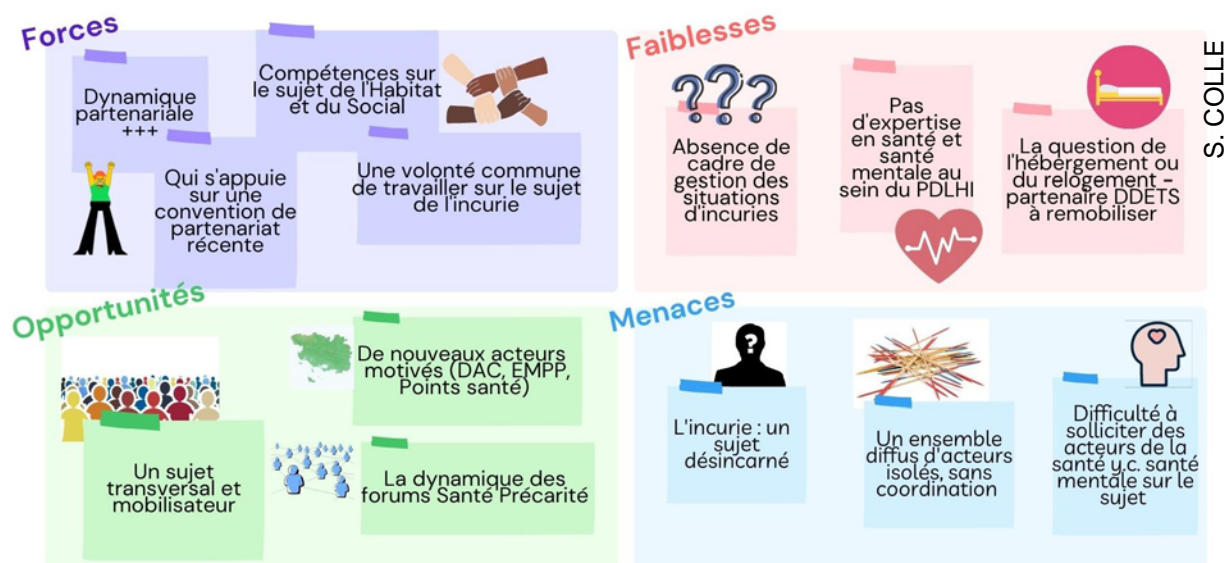 Forces
Dynamique
partenariale
+++
Compétences sur
le sujet de l'Habitat
et du Social
Qui s'appuie
sur une
convention de
partenariat
récente
Une volonté commune
de travailler sur le sujet
de l'incurie
Faiblesses
???
Absence de
cadre de
gestion des
situations
d'incuries
Pas
d'expertise
en santé et
santé
mentale au
sein du PDLHI
La question de
l'hébergement ou
du relogement -
partenaire DDETS
à remobiliser
S. COLLE
Opportunités
De nouveaux acteurs
motivés (DAC, EMPP,
Points santé)
Un sujet
transversal et
mobilisateur
La dynamique des
forums Santé Précarité
Menaces
?
L'incurie : un
sujet
désincarné
Un ensemble
diffus d'acteurs
isolés, sans
coordination
Difficulté à
solliciter des
acteurs de la
santé y.c. santé
mentale sur le
sujet